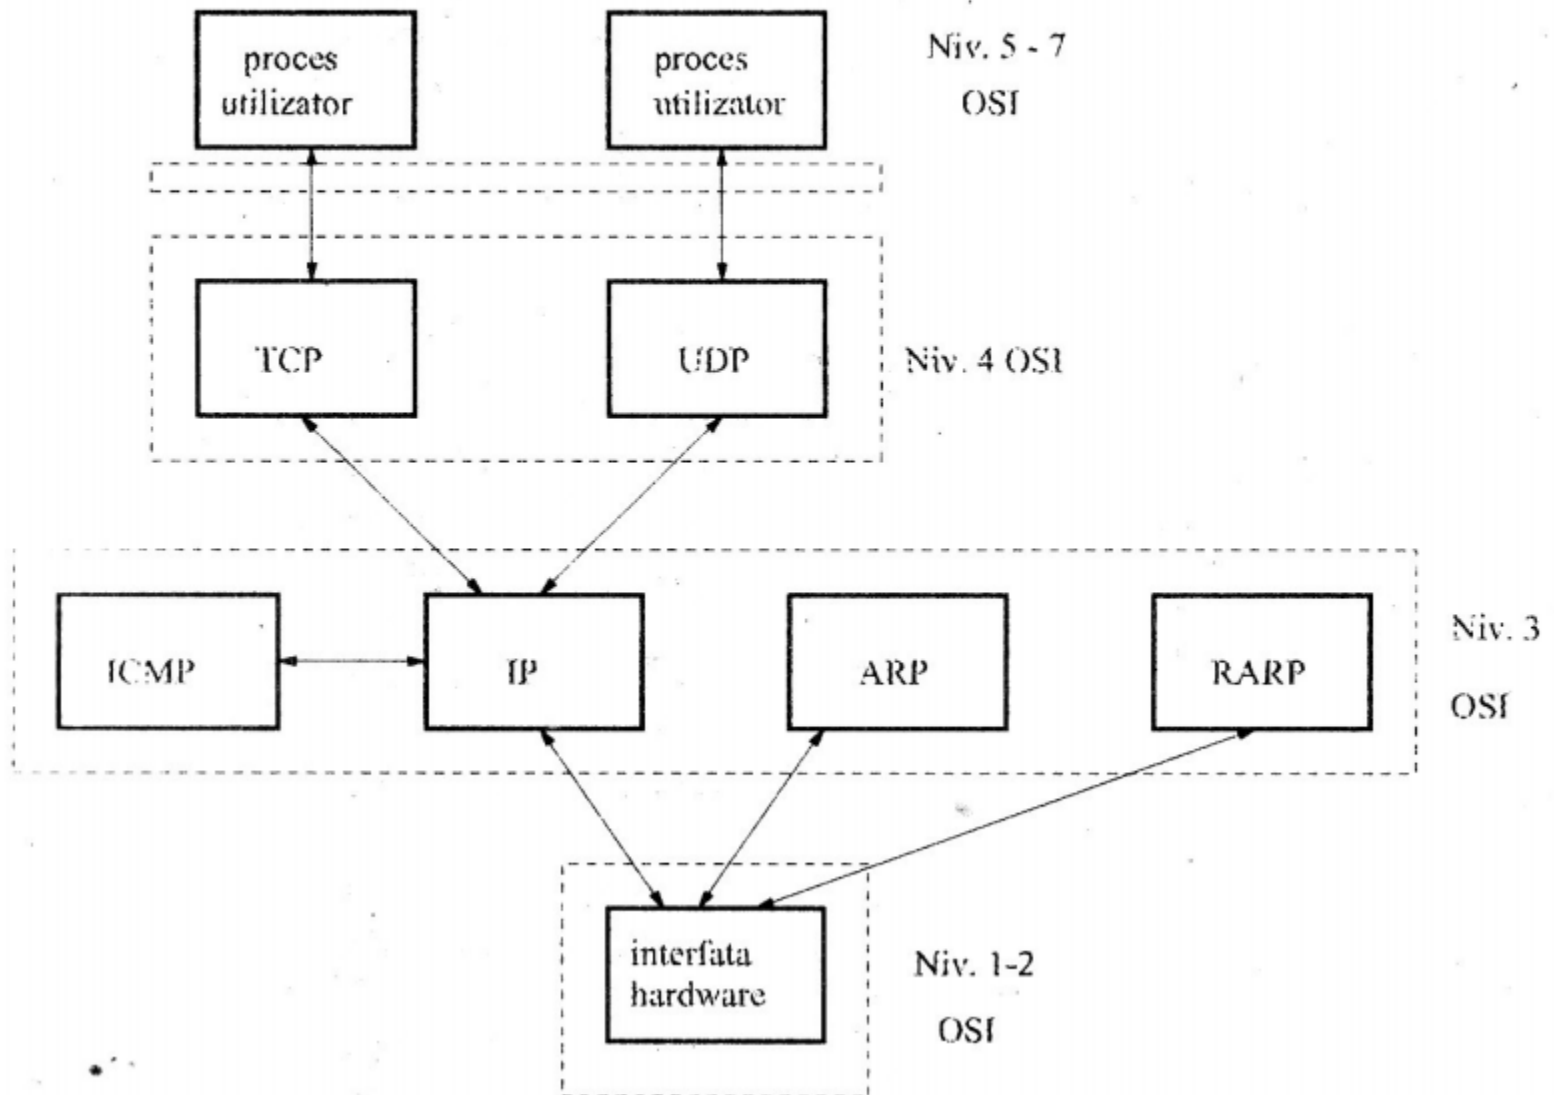 proces
utilizator
proces
utilizator
Niv. 5 - 7
OSI
TCP
UDP
Niv. 4 OSI
ICMP
IP
ARP
RARP
Niv. 3
OSI
interfata
hardware
Niv. 1-2
OSI